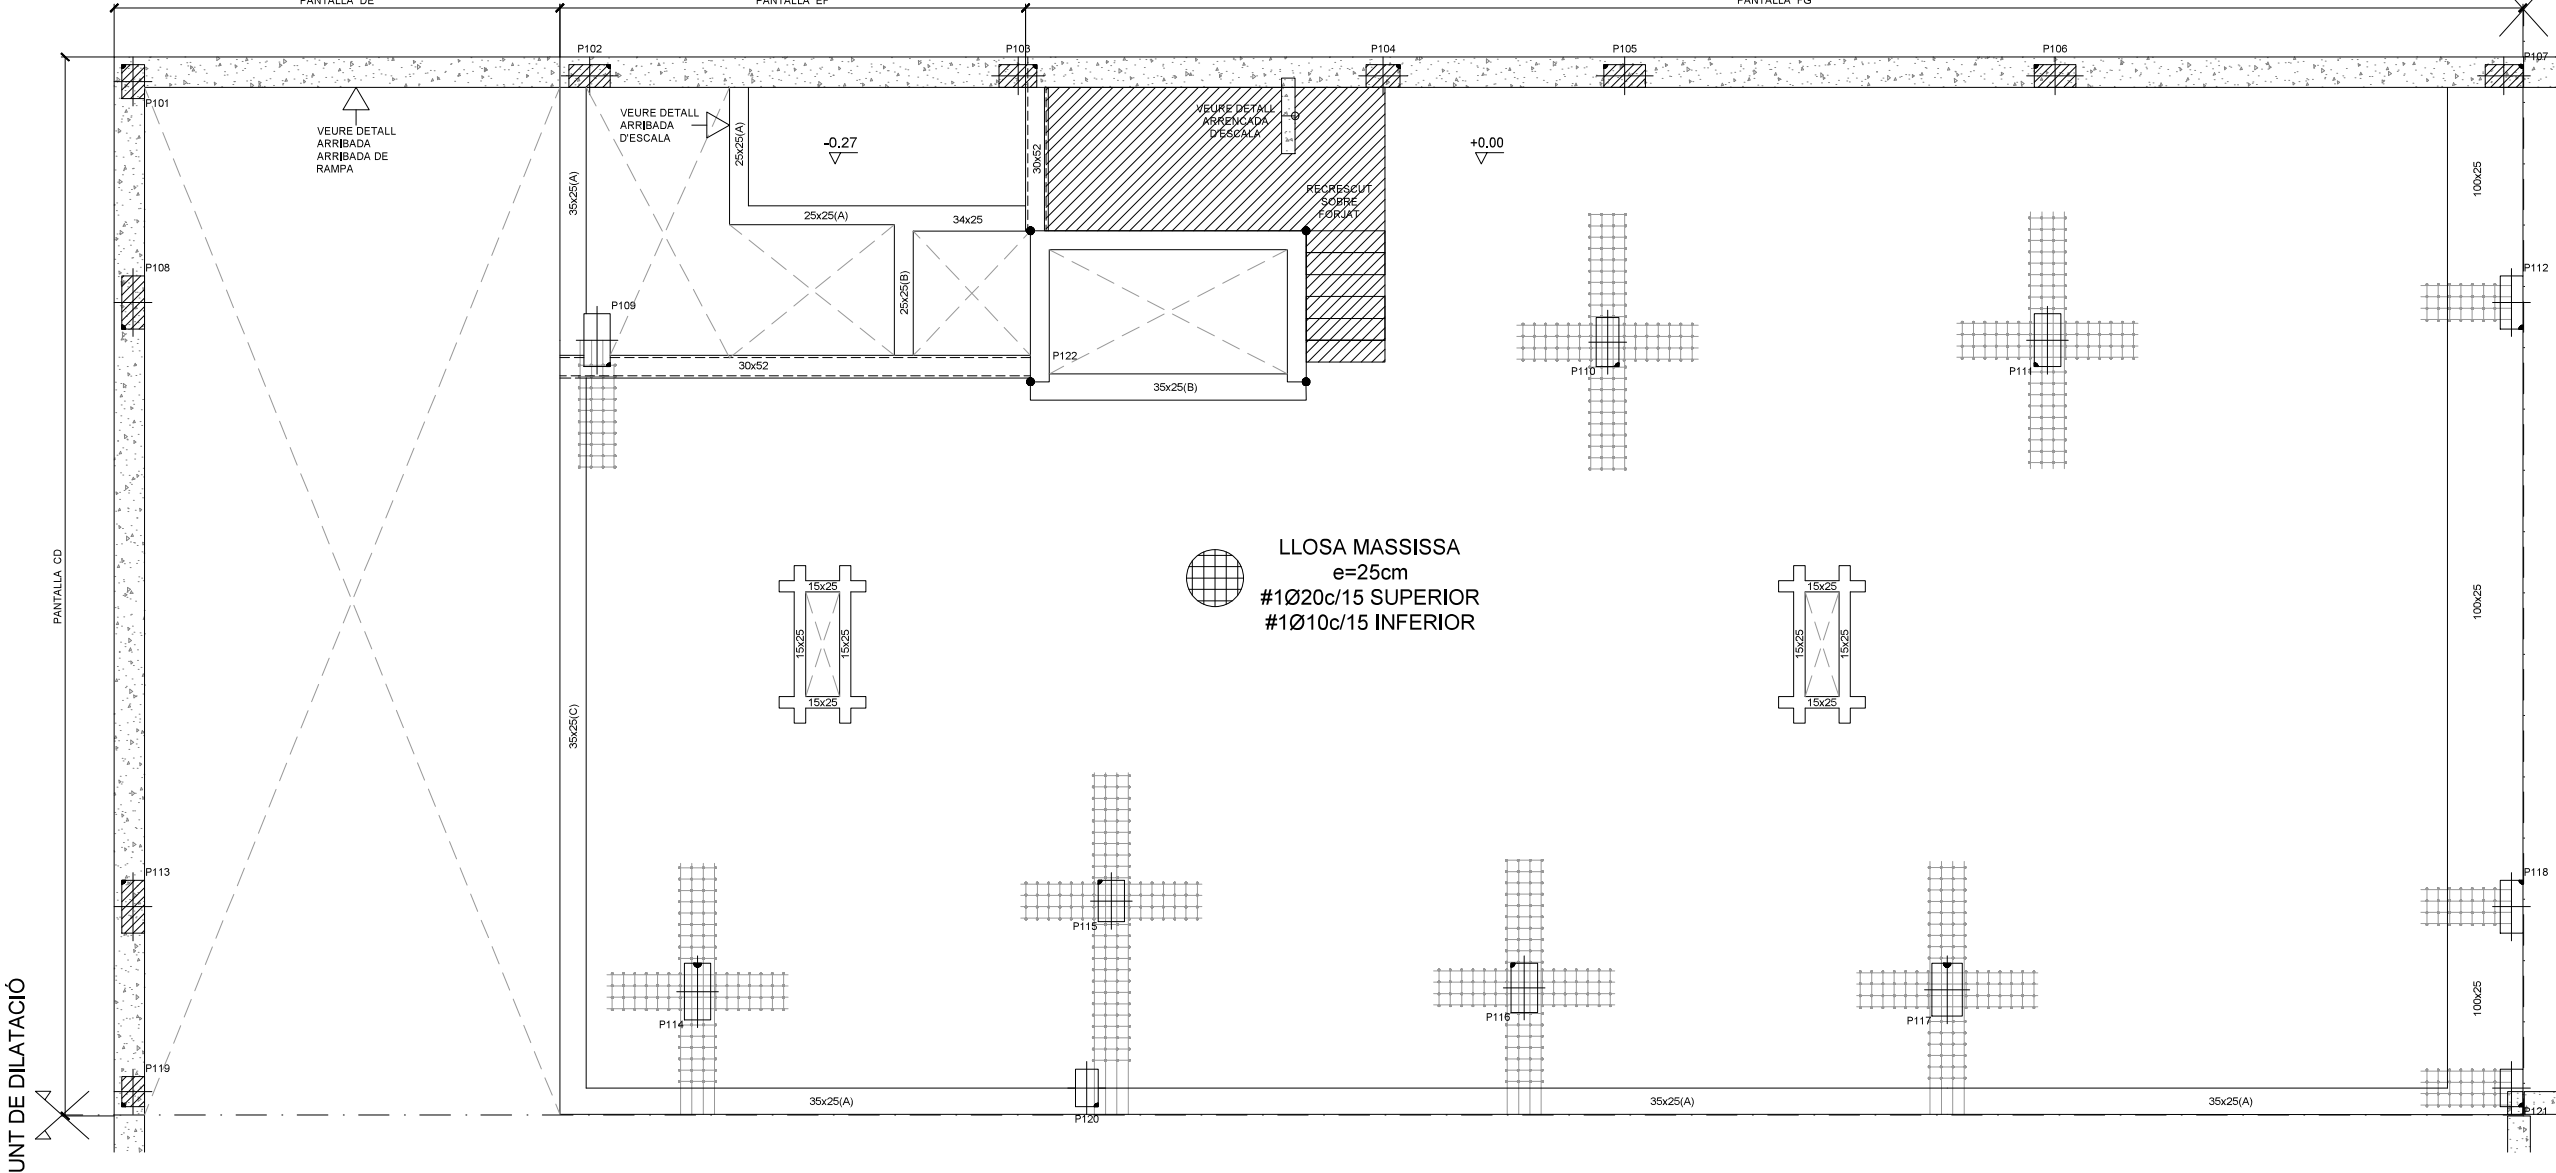 PANTALLA DE
PANTALLA EF
PANTALLA FG
P102
P103
P104
P105
P106
P107
P101
VEURE DETALL
ARRIBADA
ARRIBADA DE
RAMPA
VEURE DETALL
ARRIBADA
D'ESCALA
25x25(A)
-0.27
30x52
VEURE DETALL
ARRENCADA
D'ESCALA
+0.00
35x25(A)
100x25
RECRESCUT
SOBRE
FORJAT
25x25(A)
34x25
P108
P112
25x25(B)
P109
P122
30x52
35x25(B)
P110
P111
PANTALLA CD
LLOSA MASSISSA
e=25cm
#1Ø20c/15 SUPERIOR
#1Ø10c/15 INFERIOR
15x25
15x25
15x25
15x25
15x25
15x25
15x25
15x25
100x25
35x25(C)
P113
P118
P115
P114
P116
P117
100x25
P119
35x25(A)
35x25(A)
35x25(A)
P120
P121
UNT DE DILATACIÓ